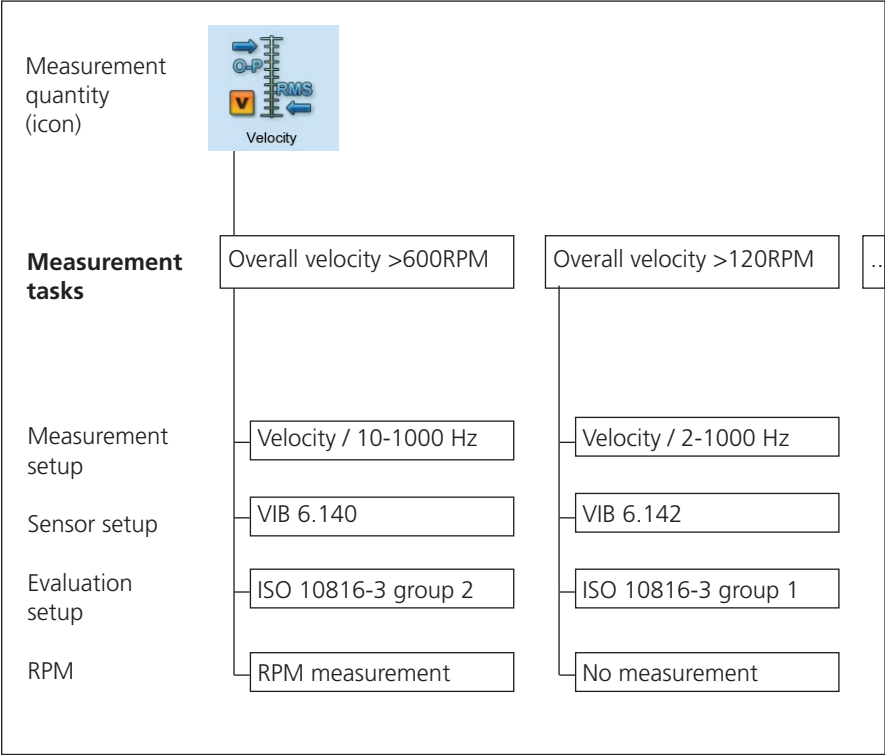 Measurement
quantity
(icon)
O-P
RMS
V
Velocity
Measurement
tasks
Overall velocity >600RPM
Overall velocity >120RPM
..
Measurement
setup
Velocity / 10-1000 Hz
Velocity / 2-1000 Hz
Sensor setup
VIB 6.140
VIB 6.142
Evaluation
setup
ISO 10816-3 group 2
ISO 10816-3 group 1
RPM
RPM measurement
No measurement